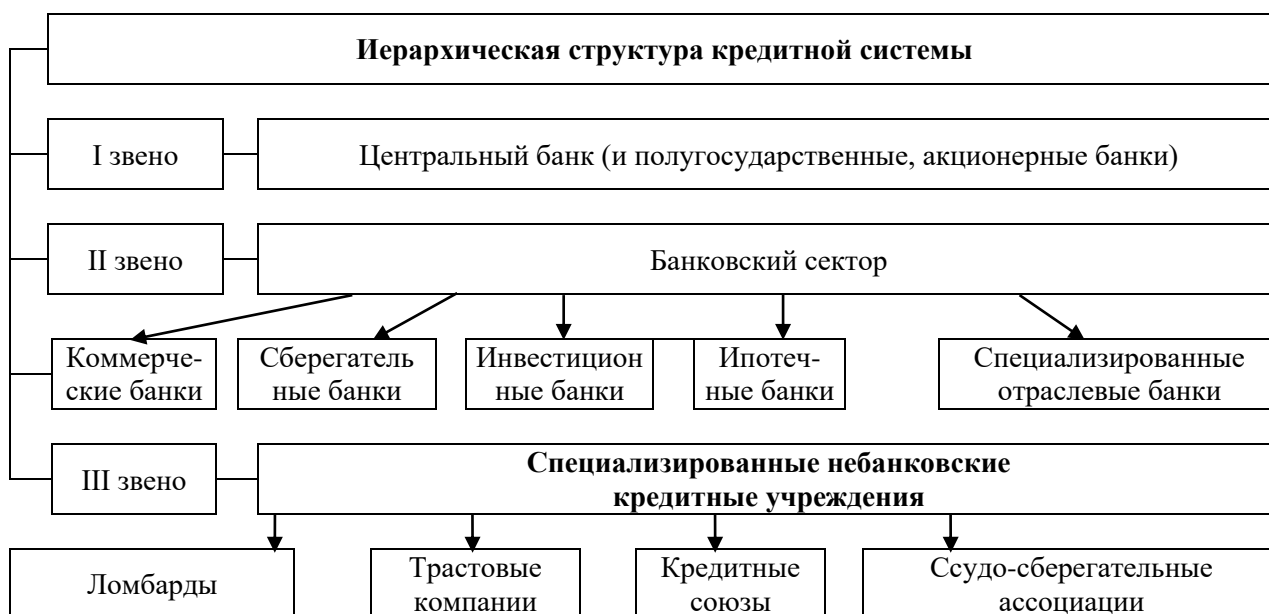 Иерархическая структура кредитной системы
I звено
Центральный банк (и полугосударственные, акционерные банки)
II звено
Банковский сектор
Коммерче-
ские банки
Сберегатель
ные банки
Инвестицион
ные банки
Ипотеч-
ные банки
Специализированные
отраслевые банки
III звено
Специализированные небанковские
кредитные учреждения
Ломбарды
Трастовые
компании
Кредитные
союзы
Ссудо-сберегательные
ассоциации